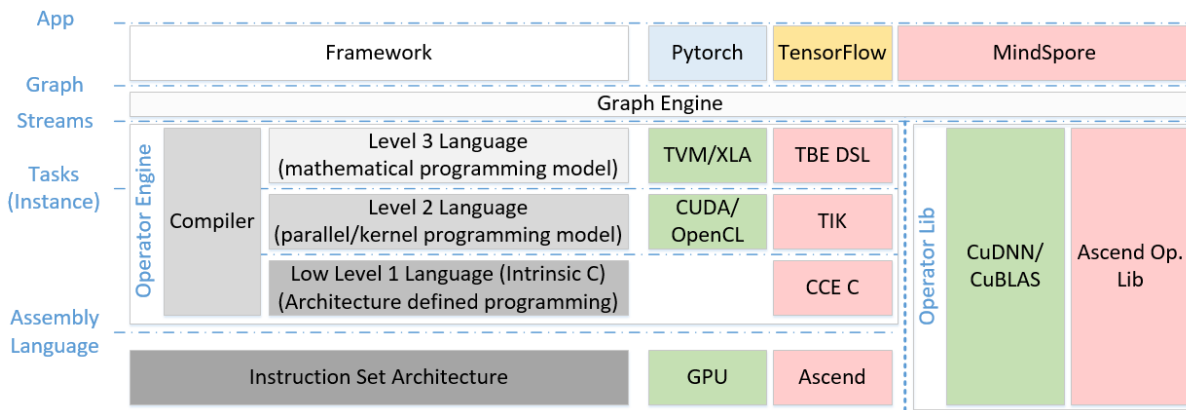 App
Framework
Pytorch
TensorFlow
MindSpore
Graph
Graph Engine
Streams
Operator Engine
Compiler
Level 3 Language
(mathematical programming model)
TVM/XLA
TBE DSL
Tasks
(Instance)
Level 2 Language
(parallel/kernel programming model)
CUDA/
OpenCL
TIK
Low Level 1 Language (Intrinsic C)
(Architecture defined programming)
CCE C
Operator Lib
CuDNN/
CuBLAS
Ascend Op.
Lib
Assembly
Language
Instruction Set Architecture
GPU
Ascend